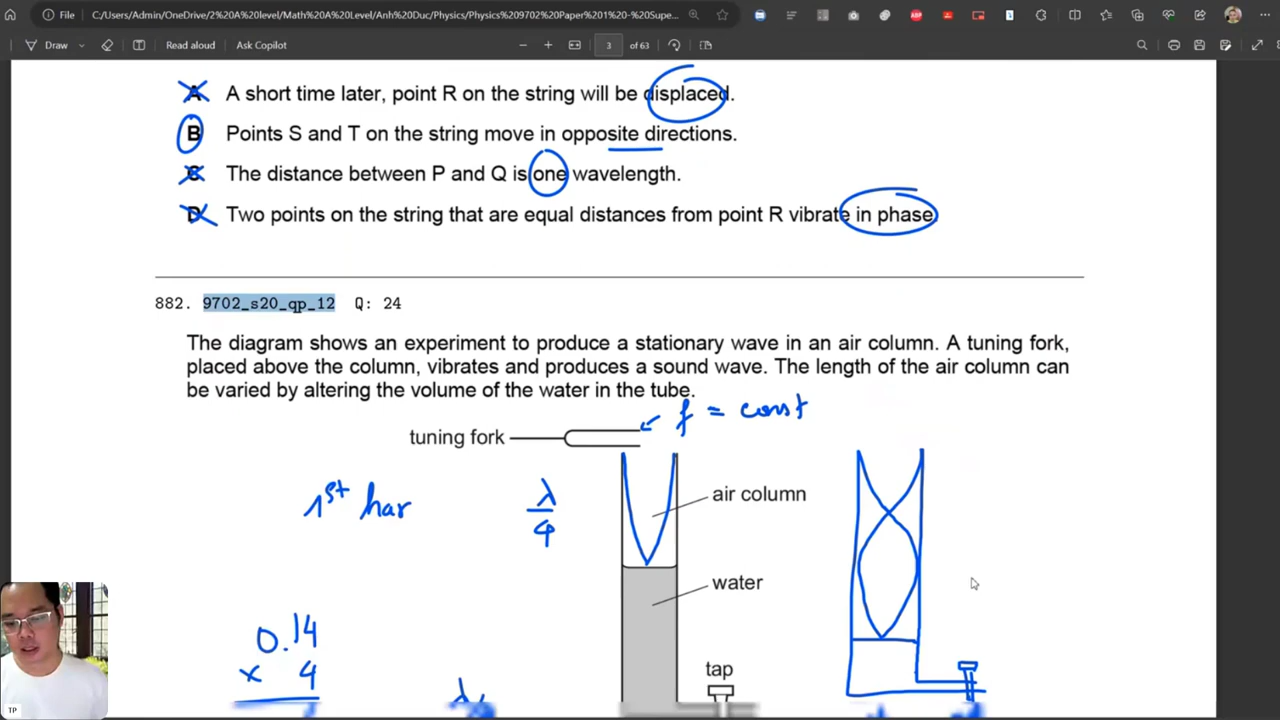 File
C:/Users/Admin/OneDrive/2%20A%20level/Math%20A%20Level/Anh%20Duc/Physics/Physics%209702%20Paper%201%20-%20Supe...
Draw
Read aloud
Ask Copilot
3
of 63
A A short time later, point R on the string will be displaced.
B Points S and T on the string move in opposite directions.
C The distance between P and Q is one wavelength.
D Two points on the string that are equal distances from point R vibrate in phase
882. 9702_s20_qp_12 Q: 24
The diagram shows an experiment to produce a stationary wave in an air column. A tuning fork,
placed above the column, vibrates and produces a sound wave. The length of the air column can
be varied by altering the volume of the water in the tube.
f = const
tuning fork
1st har
λ/4
air column
water
0.14
x 4
tap
TP